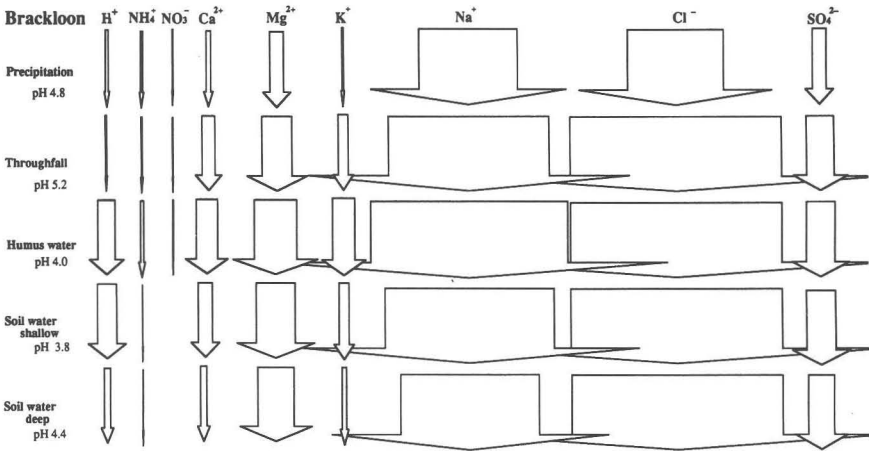 Brackloon H⁺ NH₄⁺ NO₃⁻ Ca²⁺ Mg²⁺ K⁺ Na⁺ Cl⁻ SO₄²⁻
Precipitation
pH 4.8
Throughfall
pH 5.2
Humus water
pH 4.0
Soil water
shallow
pH 3.8
Soil water
deep
pH 4.4